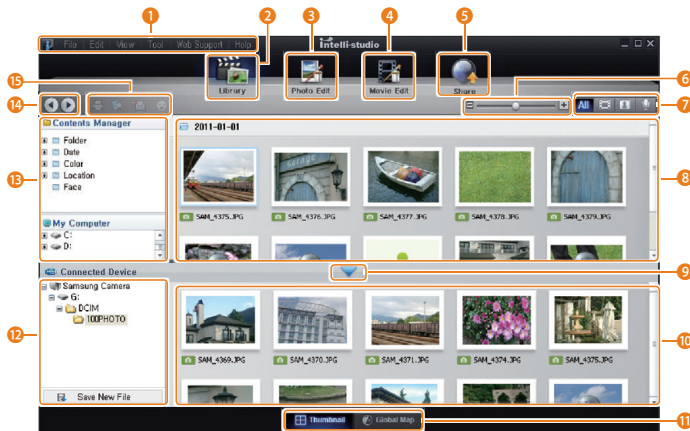 1
2
3
4
5
File Edit View Tool Web Support Help
Intelli-studio
Library
Photo Edit
Movie Edit
Share
15
6
14
All
7
Contents Manager
2011-01-01
Folder
Date
Color
Location
Face
13
8
SAM_4375.JPG
SAM_4376.JPG
SAM_4377.JPG
SAM_4378.JPG
SAM_4379.JPG
My Computer
C:
D:
Connected Device
9
Samsung Camera
G:
DCIM
100PHOTO
12
10
SAM_4369.JPG
SAM_4370.JPG
SAM_4371.JPG
SAM_4374.JPG
SAM_4375.JPG
Save New File
Thumbnail
Global Map
11